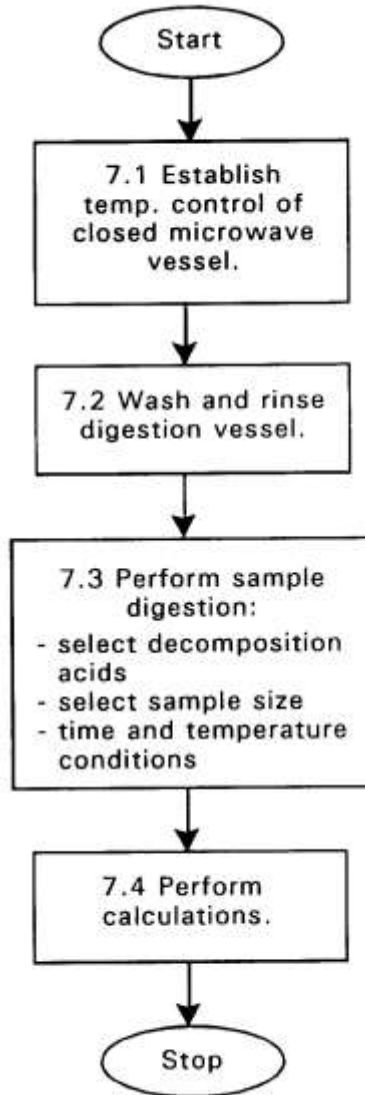 Start
7.1 Establish
temp. control of
closed microwave
vessel.
7.2 Wash and rinse
digestion vessel.
7.3 Perform sample
digestion:
- select decomposition
acids
- select sample size
- time and temperature
conditions
7.4 Perform
calculations.
Stop